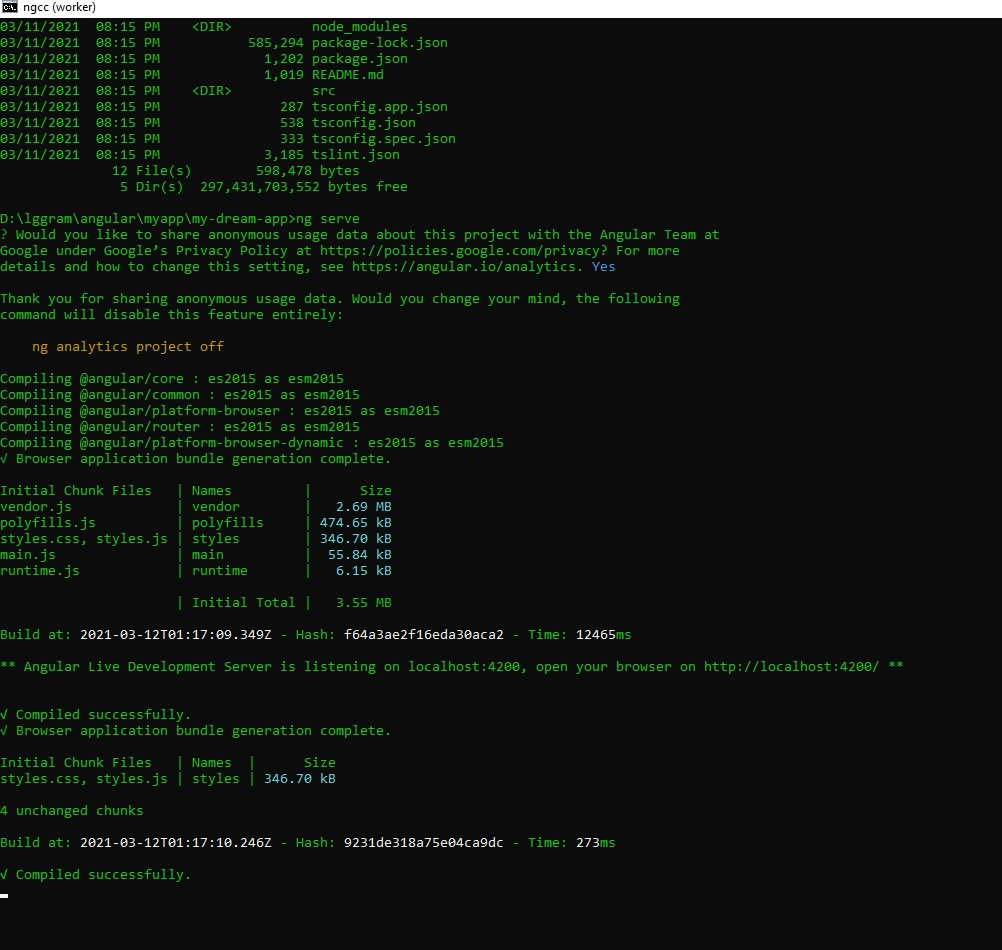 ngcc (worker)
03/11/2021  08:15 PM    <DIR>          node_modules
03/11/2021  08:15 PM           585,294 package-lock.json
03/11/2021  08:15 PM             1,202 package.json
03/11/2021  08:15 PM             1,019 README.md
03/11/2021  08:15 PM    <DIR>          src
03/11/2021  08:15 PM               287 tsconfig.app.json
03/11/2021  08:15 PM               538 tsconfig.json
03/11/2021  08:15 PM               333 tsconfig.spec.json
03/11/2021  08:15 PM             3,185 tslint.json
              12 File(s)        598,478 bytes
               5 Dir(s)  297,431,703,552 bytes free
D:\lggram\angular\myapp\my-dream-app>ng serve
? Would you like to share anonymous usage data about this project with the Angular Team at
Google under Google’s Privacy Policy at https://policies.google.com/privacy? For more
details and how to change this setting, see https://angular.io/analytics. Yes
Thank you for sharing anonymous usage data. Would you change your mind, the following
command will disable this feature entirely:
    ng analytics project off
Compiling @angular/core : es2015 as esm2015
Compiling @angular/common : es2015 as esm2015
Compiling @angular/platform-browser : es2015 as esm2015
Compiling @angular/router : es2015 as esm2015
Compiling @angular/platform-browser-dynamic : es2015 as esm2015
√ Browser application bundle generation complete.
Initial Chunk Files   | Names         |      Size
vendor.js             | vendor        |   2.69 MB
polyfills.js          | polyfills     | 474.65 kB
styles.css, styles.js | styles        | 346.70 kB
main.js               | main          |  55.84 kB
runtime.js            | runtime       |   6.15 kB
                      | Initial Total |   3.55 MB
Build at: 2021-03-12T01:17:09.349Z - Hash: f64a3ae2f16eda30aca2 - Time: 12465ms
** Angular Live Development Server is listening on localhost:4200, open your browser on http://localhost:4200/ **
√ Compiled successfully.
√ Browser application bundle generation complete.
Initial Chunk Files   | Names  |      Size
styles.css, styles.js | styles | 346.70 kB
4 unchanged chunks
Build at: 2021-03-12T01:17:10.246Z - Hash: 9231de318a75e04ca9dc - Time: 273ms
√ Compiled successfully.